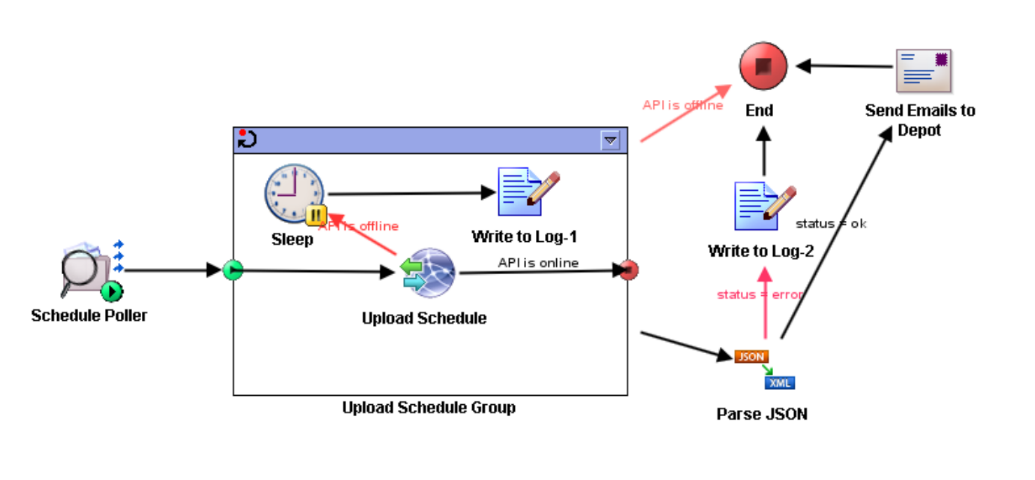 API is offline
End
Send Emails to
Depot
API is offline
Sleep
Write to Log-1
status = ok
Write to Log-2
API is online
Schedule Poller
Upload Schedule
status = error
JSON
XML
Upload Schedule Group
Parse JSON